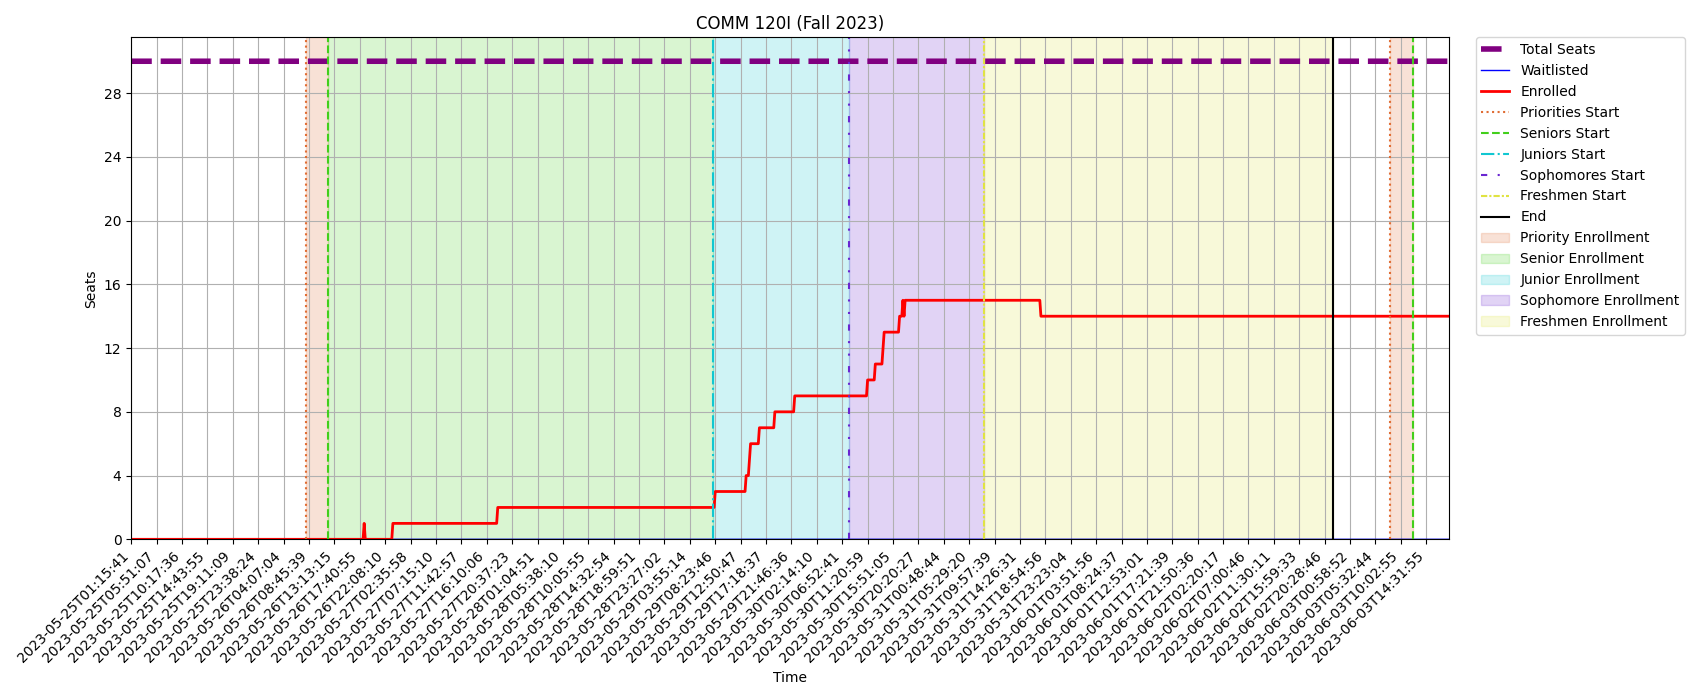 COMM 120I (Fall 2023)
Seats
28
24
20
16
12
8
4
0
2023-05-25T01:15:41
2023-05-25T05:51:07
2023-05-25T10:17:36
2023-05-25T14:43:55
2023-05-25T19:11:09
2023-05-25T23:38:24
2023-05-26T04:07:04
2023-05-26T08:45:39
2023-05-26T13:13:15
2023-05-26T17:40:55
2023-05-26T22:08:10
2023-05-27T02:35:58
2023-05-27T07:15:10
2023-05-27T11:42:57
2023-05-27T16:10:06
2023-05-27T20:37:23
2023-05-28T01:04:51
2023-05-28T05:38:10
2023-05-28T10:05:55
2023-05-28T14:32:54
2023-05-28T18:59:51
2023-05-28T23:27:02
2023-05-29T03:55:14
2023-05-29T08:23:46
2023-05-29T12:50:47
2023-05-29T17:18:37
2023-05-29T21:46:30
2023-05-30T02:14:10
2023-05-30T06:52:41
2023-05-30T11:20:59
2023-05-30T15:51:05
2023-05-30T20:20:27
2023-05-31T00:48:44
2023-05-31T05:29:20
2023-05-31T09:57:39
2023-05-31T14:26:31
2023-05-31T18:54:56
2023-05-31T23:23:04
2023-06-01T03:51:56
2023-06-01T08:24:37
2023-06-01T12:53:01
2023-06-01T17:21:39
2023-06-01T21:50:36
2023-06-02T02:20:17
2023-06-02T07:00:46
2023-06-02T11:30:11
2023-06-02T15:59:33
2023-06-02T20:28:46
2023-06-03T00:58:52
2023-06-03T05:32:44
2023-06-03T10:02:55
2023-06-03T14:31:55
Time
Total Seats
Waitlisted
Enrolled
Priorities Start
Seniors Start
Juniors Start
Sophomores Start
Freshmen Start
End
Priority Enrollment
Senior Enrollment
Junior Enrollment
Sophomore Enrollment
Freshmen Enrollment